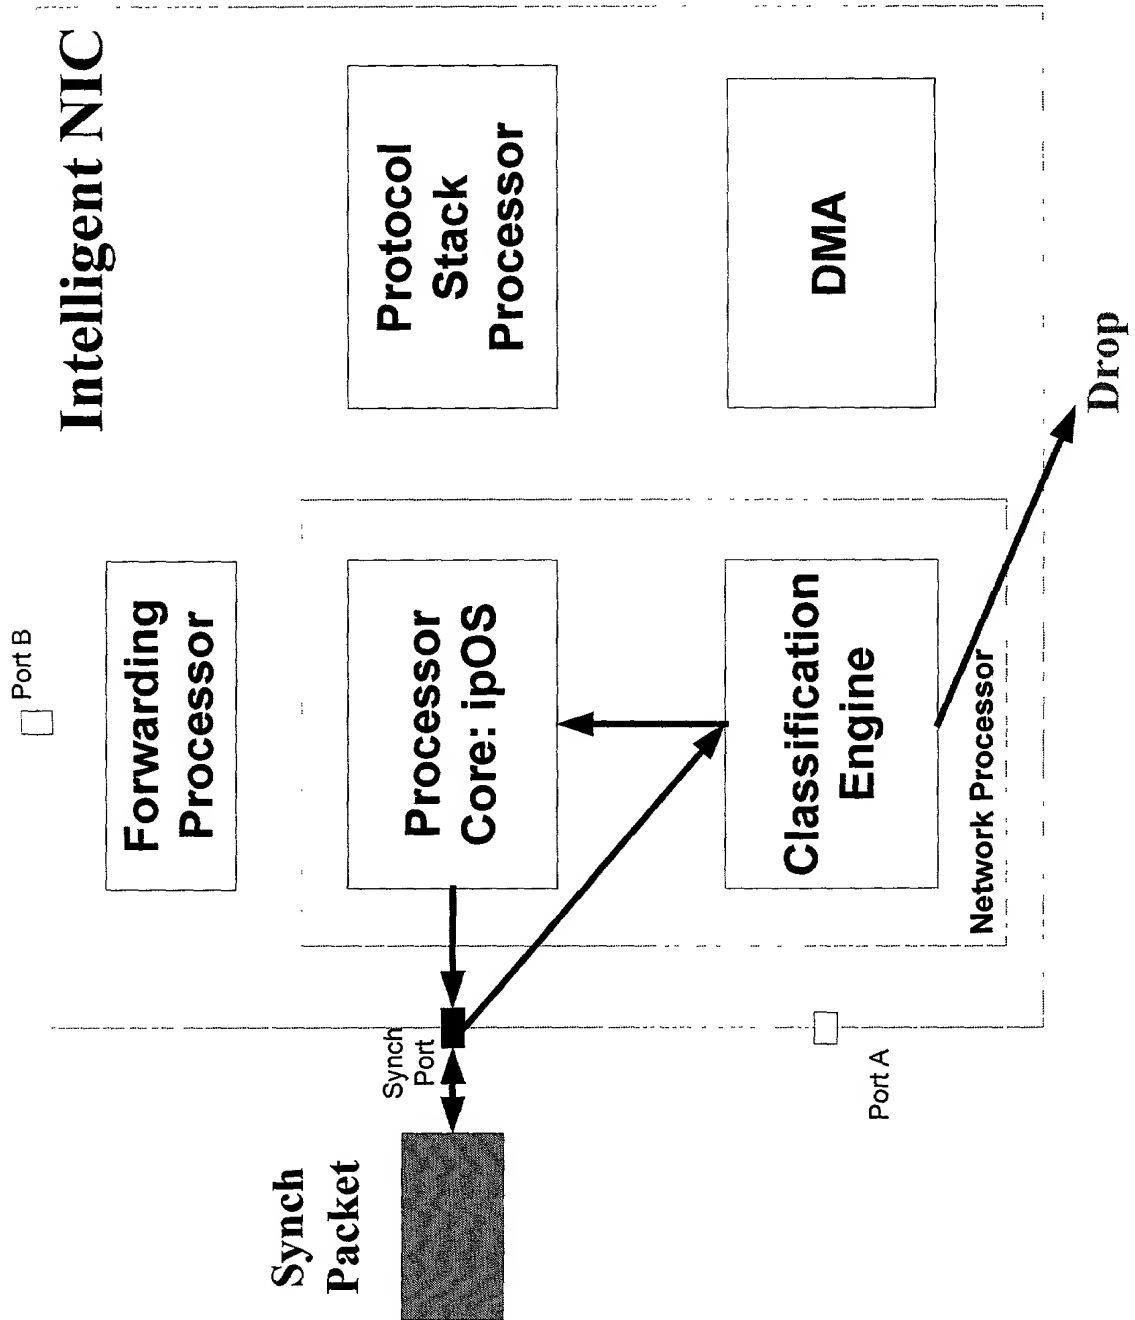 Intelligent NIC
Port B
Forwarding
Processor
Protocol
Stack
Processor
Processor
Core: ipOS
DMA
Classification
Engine
Network Processor
Synch
Port
Port A
Synch
Packet
Drop